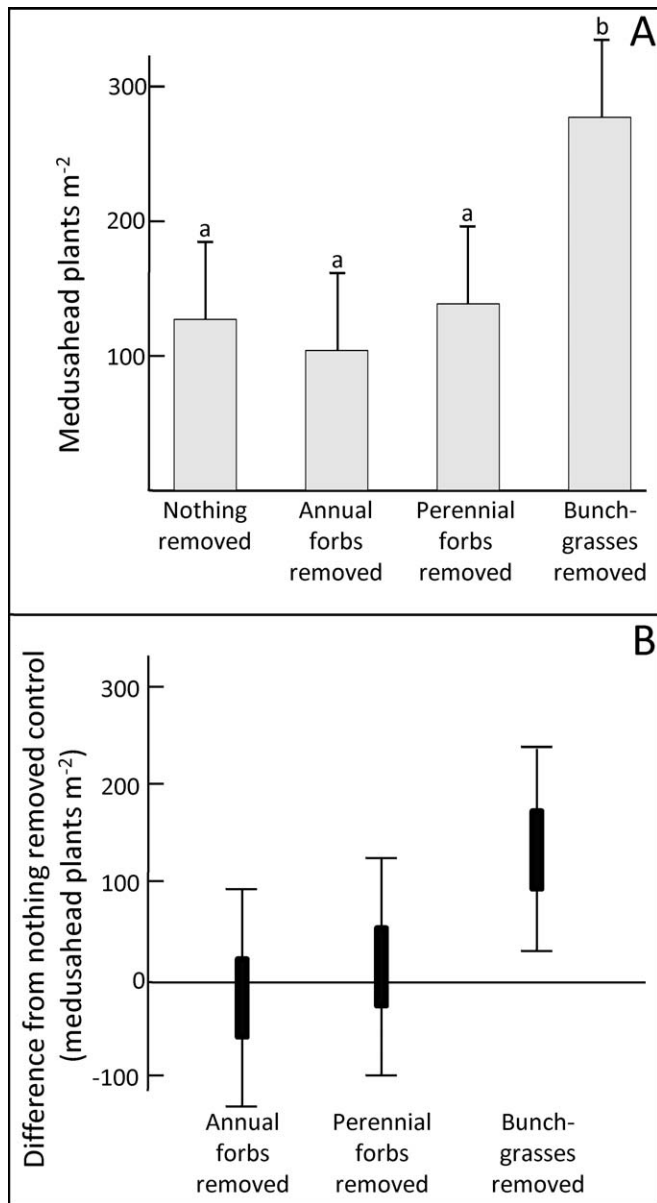 A
Medusahead plants m⁻²
300
200
100
a
a
a
b
Nothing
removed
Annual
forbs
removed
Perennial
forbs
removed
Bunch-
grasses
removed
B
Difference from nothing removed control
(medusahead plants m⁻²)
300
200
100
0
-100
Annual
forbs
removed
Perennial
forbs
removed
Bunch-
grasses
removed